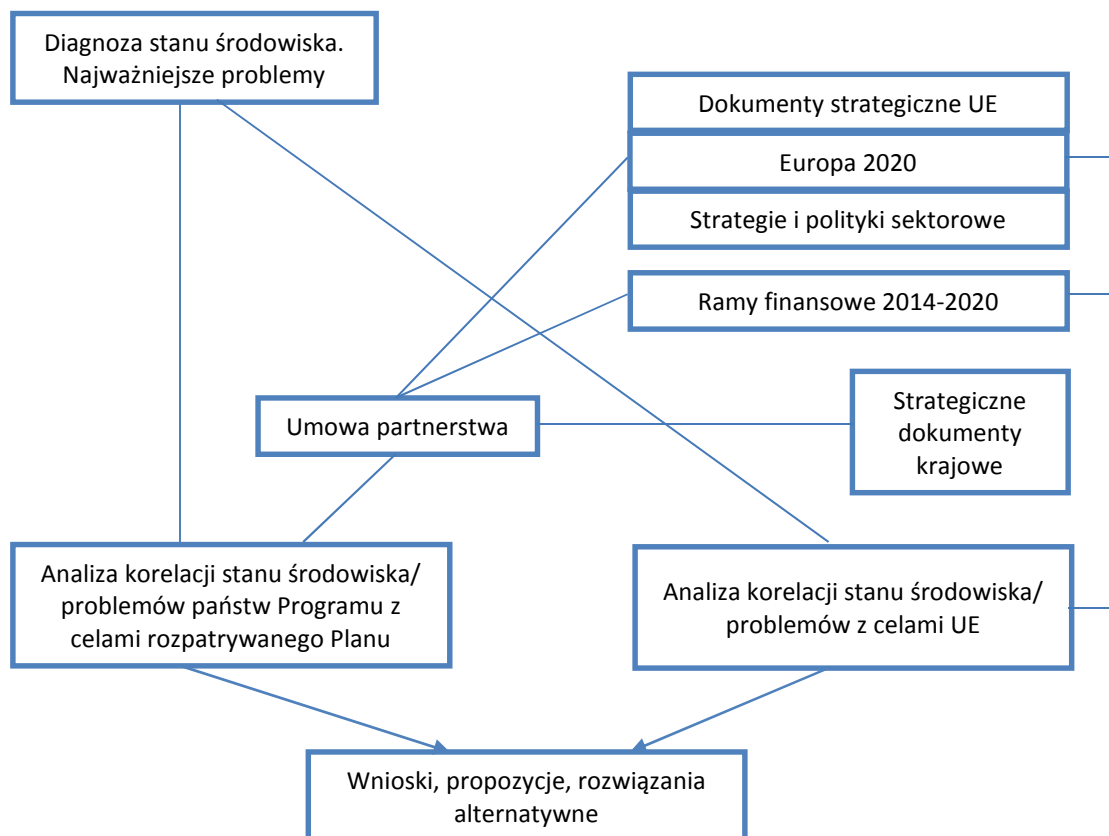 Diagnoza stanu środowiska.
Najważniejsze problemy
Dokumenty strategiczne UE
Europa 2020
Strategie i polityki sektorowe
Ramy finansowe 2014-2020
Umowa partnerstwa
Strategiczne
dokumenty
krajowe
Analiza korelacji stanu środowiska/
problemów państw Programu z
celami rozpatrywanego Planu
Analiza korelacji stanu środowiska/
problemów z celami UE
Wnioski, propozycje, rozwiązania
alternatywne